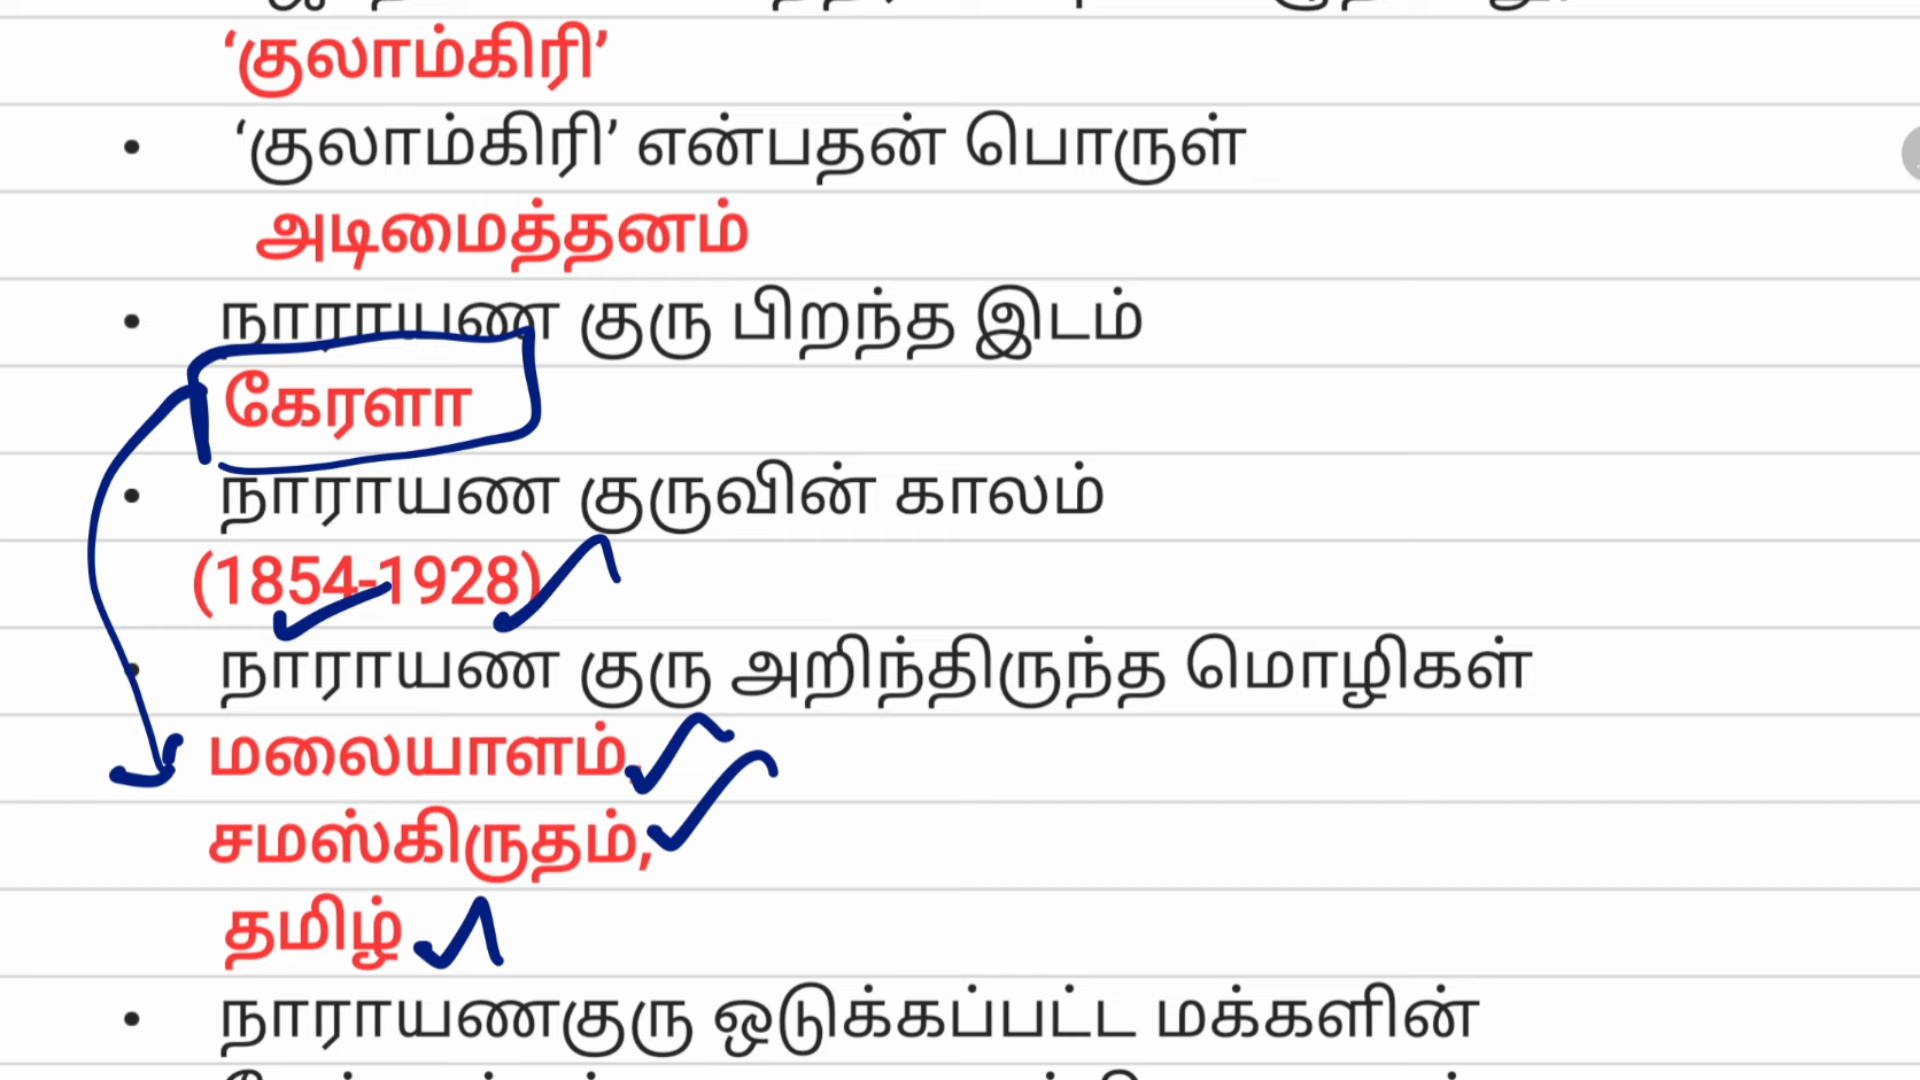 ‘குலாம்கிரி’
• ‘குலாம்கிரி’ என்பதன் பொருள்
அடிமைத்தனம்
• நாராயண குரு பிறந்த இடம்
கேரளா
• நாராயண குருவின் காலம்
(1854-1928)
• நாராயண குரு அறிந்திருந்த மொழிகள்
மலையாளம்,
சமஸ்கிருதம்,
தமிழ்
• நாராயணகுரு ஒடுக்கப்பட்ட மக்களின்